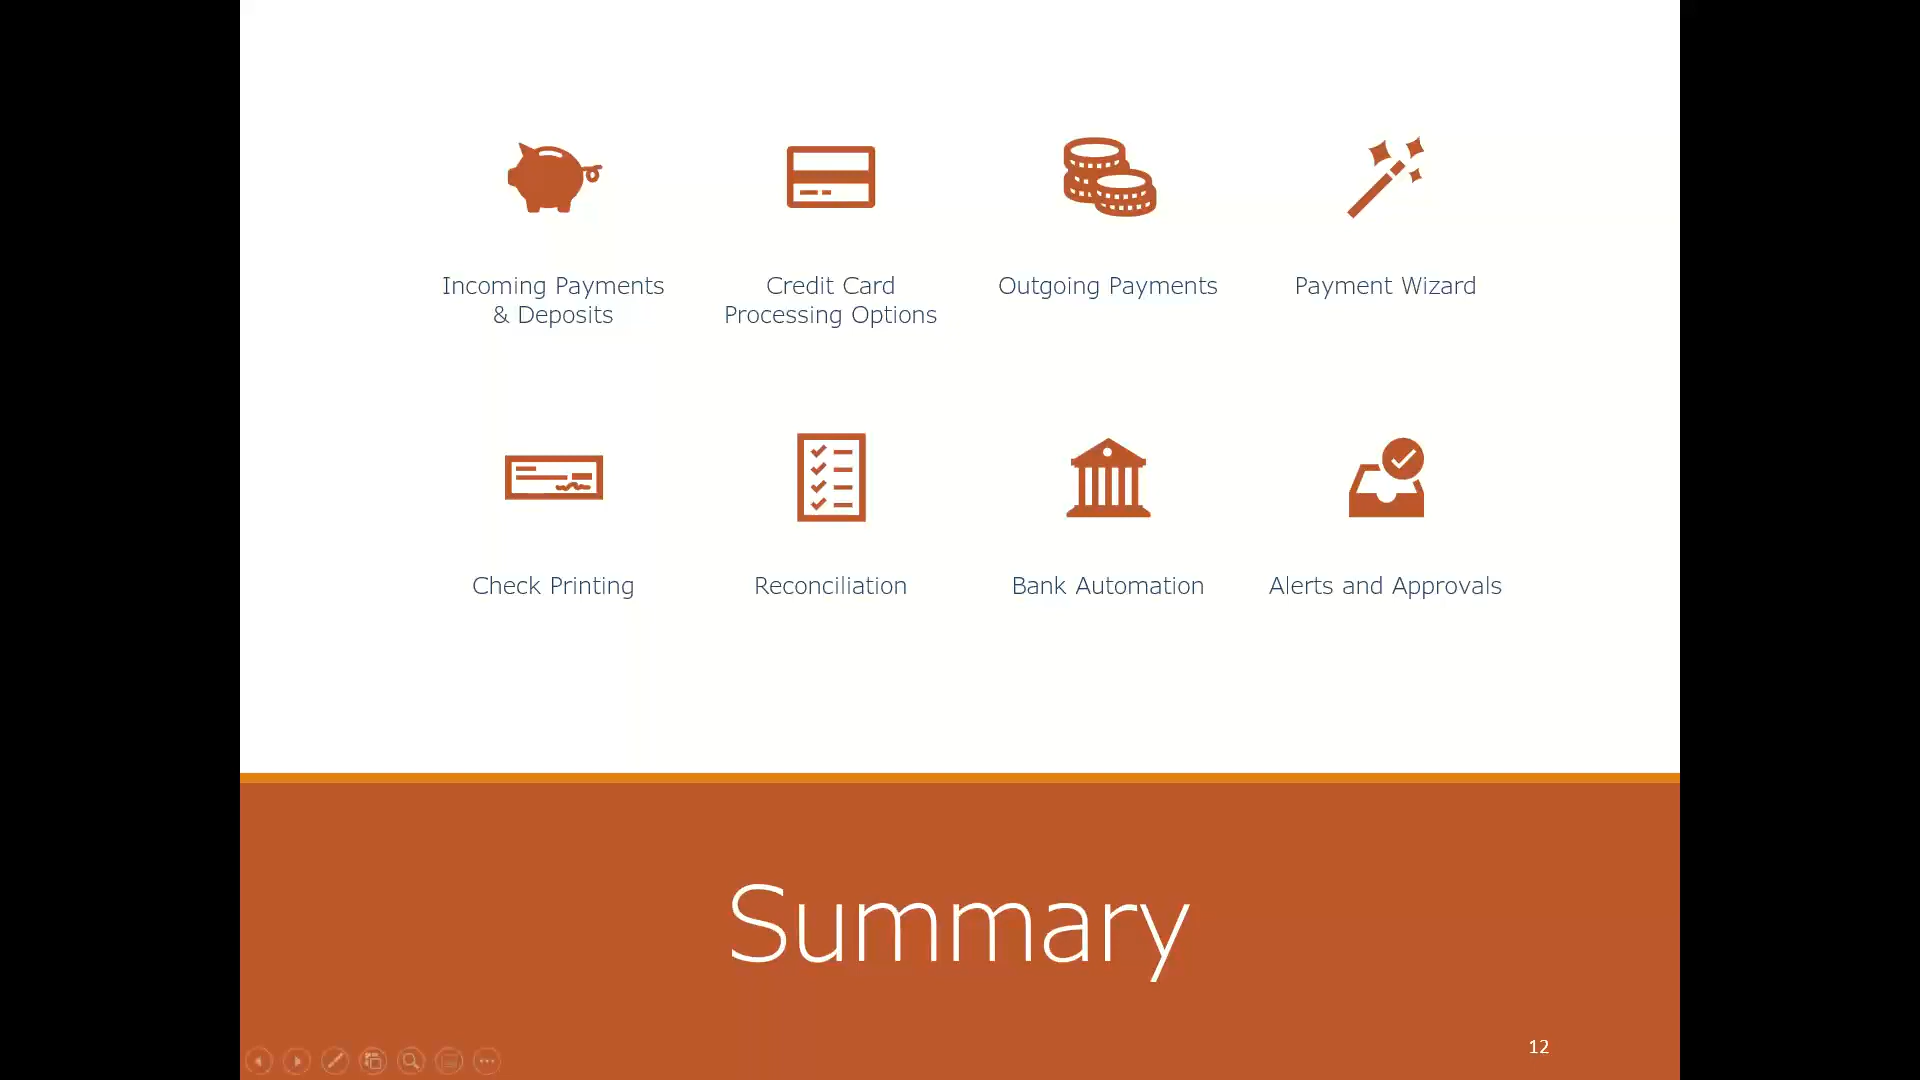 Incoming Payments
& Deposits
Credit Card
Processing Options
Outgoing Payments
Payment Wizard
Check Printing
Reconciliation
Bank Automation
Alerts and Approvals
Summary
12